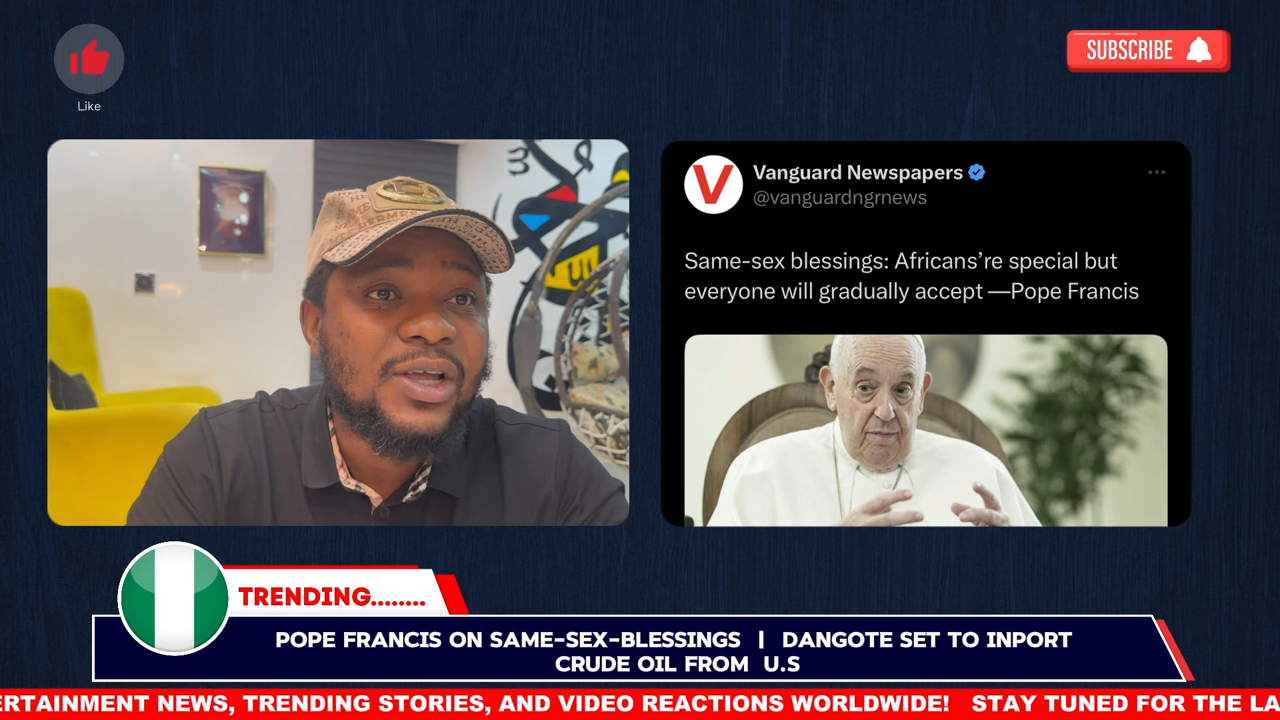 Like
SUBSCRIBE
HERMES
V
Vanguard Newspapers
@vanguardngrnews
Same-sex blessings: Africans’re special but
everyone will gradually accept —Pope Francis
TRENDING........
POPE FRANCIS ON SAME-SEX-BLESSINGS | DANGOTE SET TO INPORT
CRUDE OIL FROM U.S
ERTAINMENT NEWS, TRENDING STORIES, AND VIDEO REACTIONS WORLDWIDE! STAY TUNED FOR THE LA